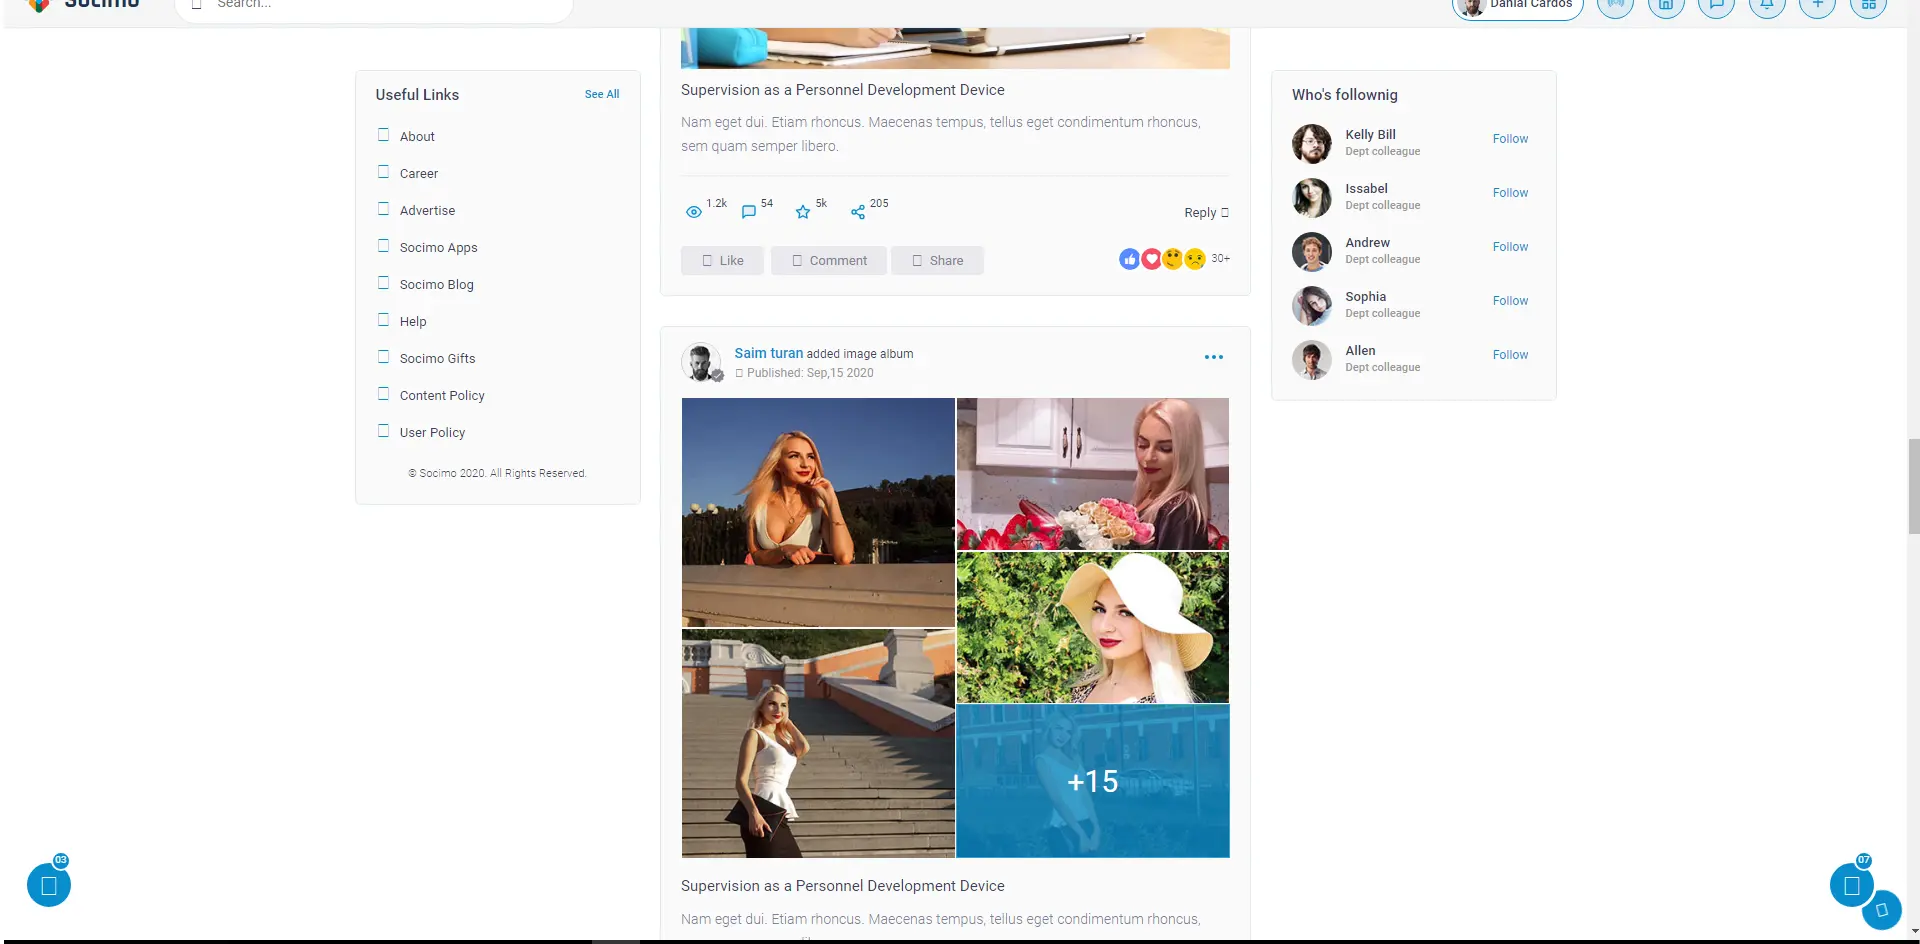 Socimo
Search...
Danial Cardos
Useful Links
See All
About
Career
Advertise
Socimo Apps
Socimo Blog
Help
Socimo Gifts
Content Policy
User Policy
© Socimo 2020. All Rights Reserved.
Supervision as a Personnel Development Device
Nam eget dui. Etiam rhoncus. Maecenas tempus, tellus eget condimentum rhoncus,
sem quam semper libero.
1.2k 54 5k 205
Reply
Like Comment Share
30+
Saim turan added image album
Published: Sep,15 2020
+15
Supervision as a Personnel Development Device
Nam eget dui. Etiam rhoncus. Maecenas tempus, tellus eget condimentum rhoncus,
Who's follownig
Kelly Bill
Dept colleague
Follow
Issabel
Dept colleague
Follow
Andrew
Dept colleague
Follow
Sophia
Dept colleague
Follow
Allen
Dept colleague
Follow
03
07